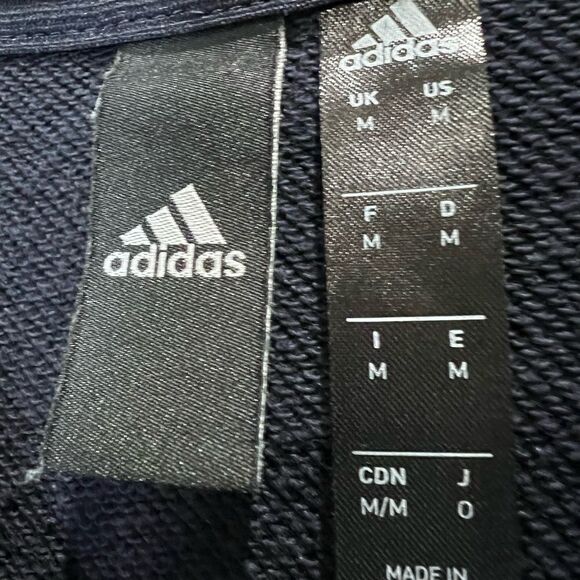 adidas
adidas
UK US
M M
F D
M M
I E
M M
CDN J
M/M O
MADE IN